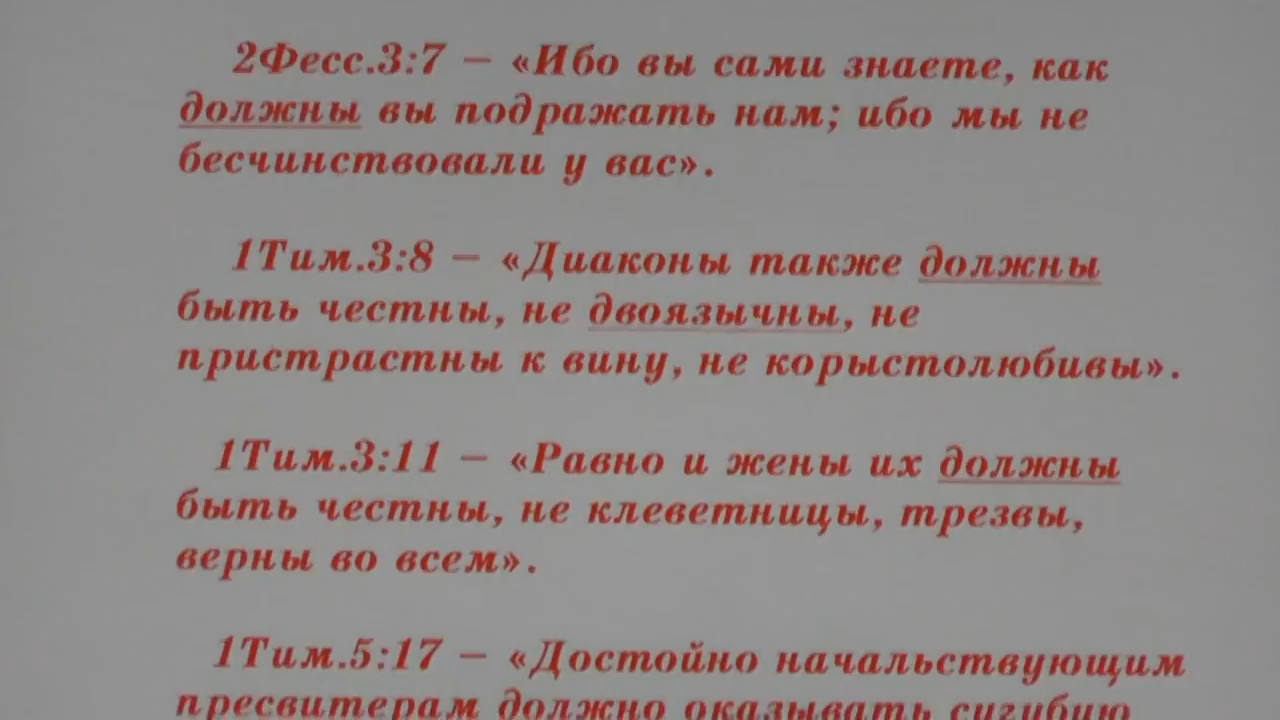 2Фесс.3:7 – «Ибо вы сами знаете, как
должны вы подражать нам; ибо мы не
бесчинствовали у вас».
1Тим.3:8 – «Диаконы также должны
быть честны, не двоязычны, не
пристрастны к вину, не корыстолюбивы».
1Тим.3:11 – «Равно и жены их должны
быть честны, не клеветницы, трезвы,
верны во всем».
1Тим.5:17 – «Достойно начальствующим
пресвитерам должно оказывать сугубую